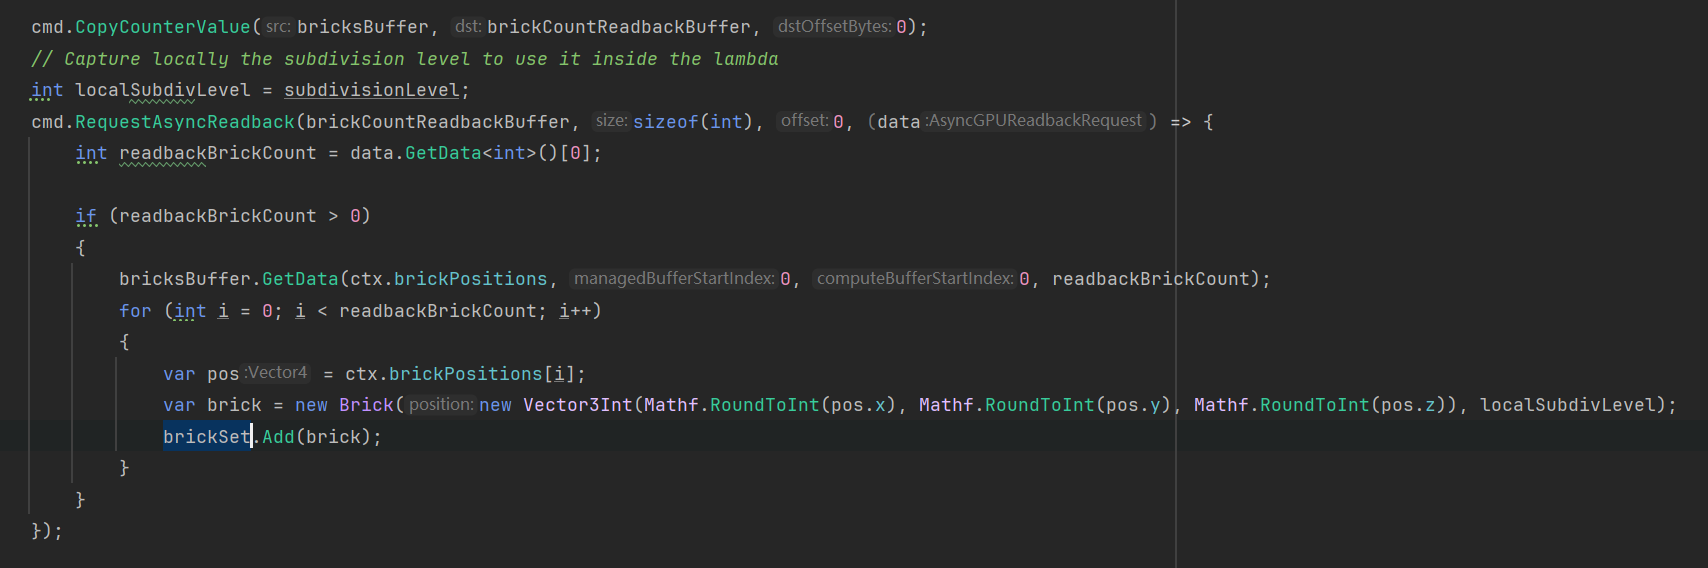 cmd.CopyCounterValue(src: bricksBuffer, dst: brickCountReadbackBuffer, dstOffsetBytes: 0);
// Capture locally the subdivision level to use it inside the lambda
int localSubdivLevel = subdivisionLevel;
cmd.RequestAsyncReadback(brickCountReadbackBuffer, size: sizeof(int), offset: 0, (data :AsyncGPUReadbackRequest ) => {
int readbackBrickCount = data.GetData<int>()[0];
if (readbackBrickCount > 0)
{
bricksBuffer.GetData(ctx.brickPositions, managedBufferStartIndex: 0, computeBufferStartIndex: 0, readbackBrickCount);
for (int i = 0; i < readbackBrickCount; i++)
{
var pos :Vector4 = ctx.brickPositions[i];
var brick = new Brick( position: new Vector3Int(Mathf.RoundToInt(pos.x), Mathf.RoundToInt(pos.y), Mathf.RoundToInt(pos.z)), localSubdivLevel);
brickSet.Add(brick);
}
}
});